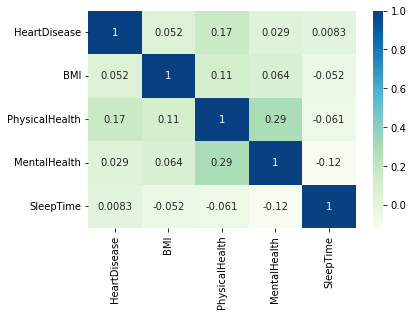 HeartDisease 1 0.052 0.17 0.029 0.0083
BMI 0.052 1 0.11 0.064 -0.052
PhysicalHealth 0.17 0.11 1 0.29 -0.061
MentalHealth 0.029 0.064 0.29 1 -0.12
SleepTime 0.0083 -0.052 -0.061 -0.12 1
HeartDisease
BMI
PhysicalHealth
MentalHealth
SleepTime
1.0
0.8
0.6
0.4
0.2
0.0